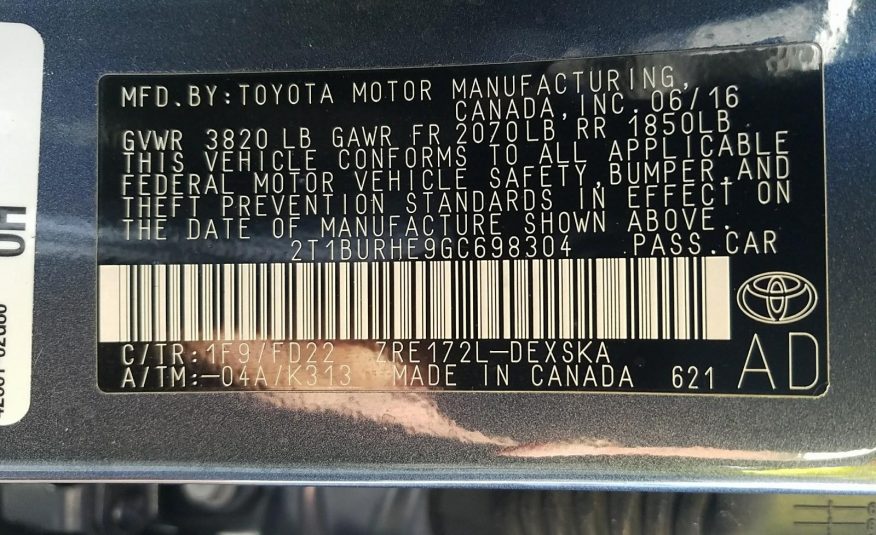 MFD.BY:TOYOTA MOTOR MANUFACTURING,
CANADA, INC. 06/16
GVWR 3820 LB GAWR FR 2070LB, RR 1850LB
THIS VEHICLE CONFORMS TO ALL APPLICABLE
FEDERAL MOTOR VEHICLE SAFETY, BUMPER, AND
THEFT PREVENTION STANDARDS IN EFFECT ON
THE DATE OF MANUFACTURE SHOWN ABOVE.
2T1BURHE9GC698304 PASS.CAR
C/TR:1F9/FD22 ZRE172L-DEXSKA
A/TM:-04A/K313 MADE IN CANADA 621
AD